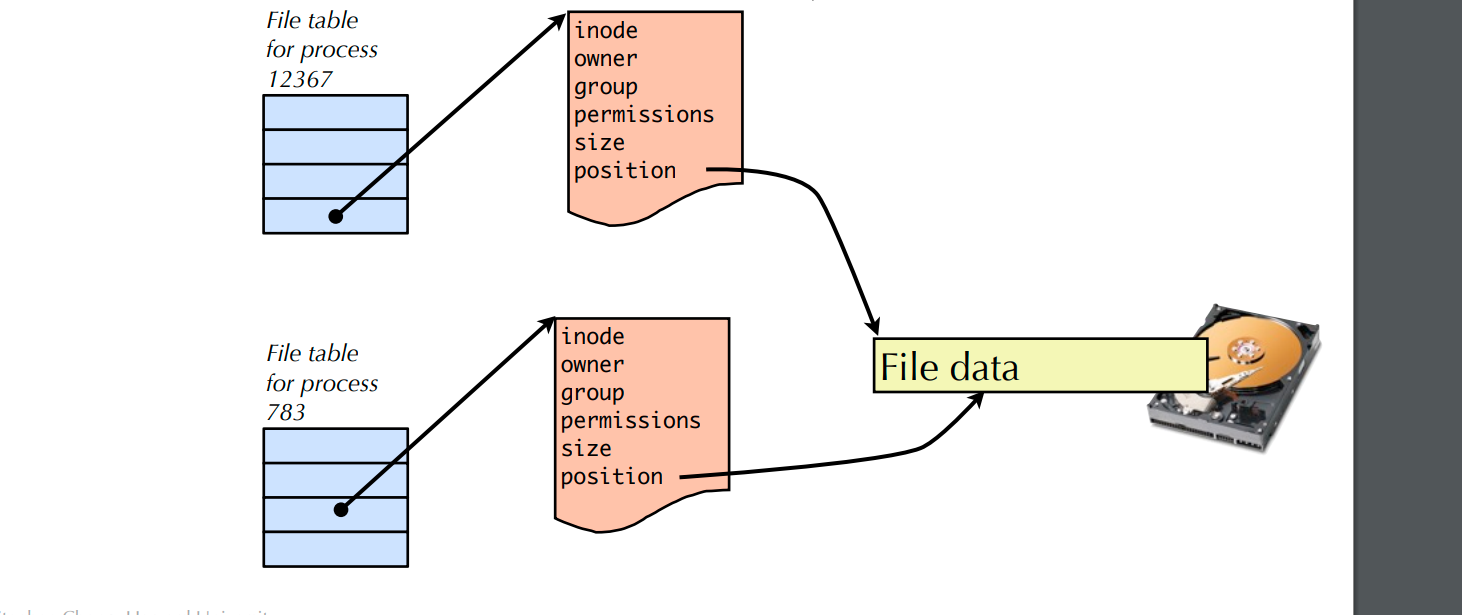 File table
for process
12367
inode
owner
group
permissions
size
position
File data
File table
for process
783
inode
owner
group
permissions
size
position